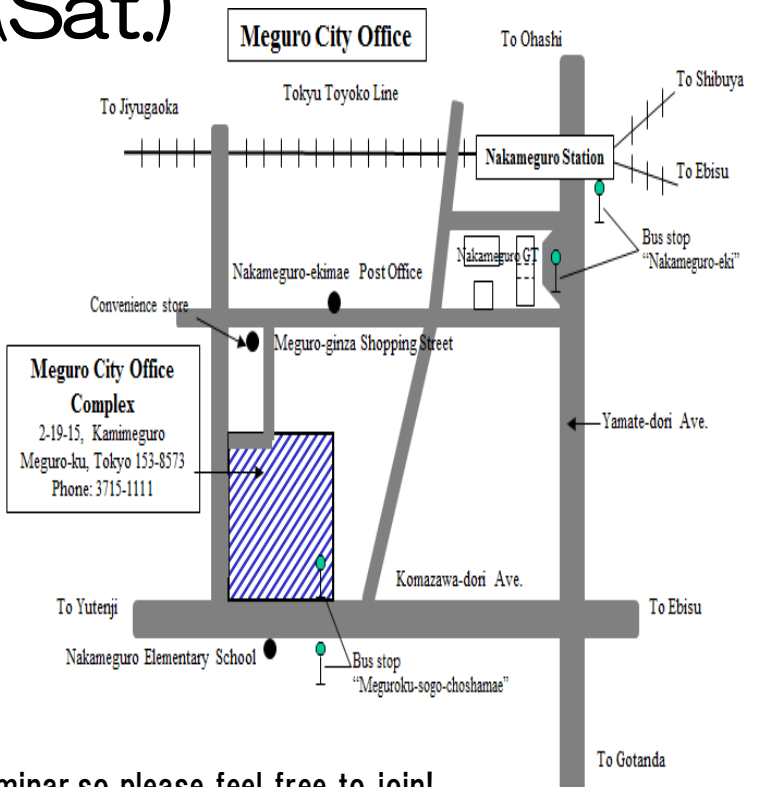 (Sat.)
Meguro City Office
To Ohashi
To Shibuya
Tokyu Toyoko Line
To Jiyugaoka
Nakameguro Station
To Ebisu
Bus stop
“Nakameguro-eki”
Nakameguro GT
Nakameguro-ekimae Post Office
Convenience store
Meguro-ginza Shopping Street
Meguro City Office
Complex
2-19-15, Kamimeguro
Meguro-ku, Tokyo 153-8573
Phone: 3715-1111
Yamate-dori Ave.
Komazawa-dori Ave.
To Yutenji
To Ebisu
Nakameguro Elementary School
Bus stop
“Meguroku-sogo-choshamae”
To Gotanda
minar so please feel free to join!